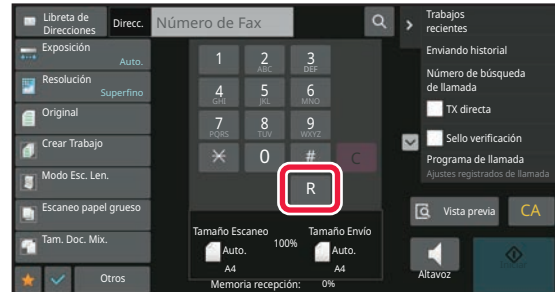 Libreta de
Direcciones
Direcc.
Número de Fax
Exposición
Auto.
Resolución
Superfino
Original
Crear Trabajo
Modo Esc. Len.
Escaneo papel grueso
Tam. Doc. Mix.
Otros
1
2
ABC
3
DEF
4
GHI
5
JKL
6
MNO
7
PQRS
8
TUV
9
WXYZ
0
#
C
R
Tamaño Escaneo
Auto.
A4
100%
Tamaño Envío
Auto.
A4
Memoria recepción: 0%
Trabajos
recientes
Enviando historial
Número de búsqueda
de llamada
TX directa
Sello verificación
Programa de llamada
Ajustes registrados de llamada
Vista previa
CA
Altavoz